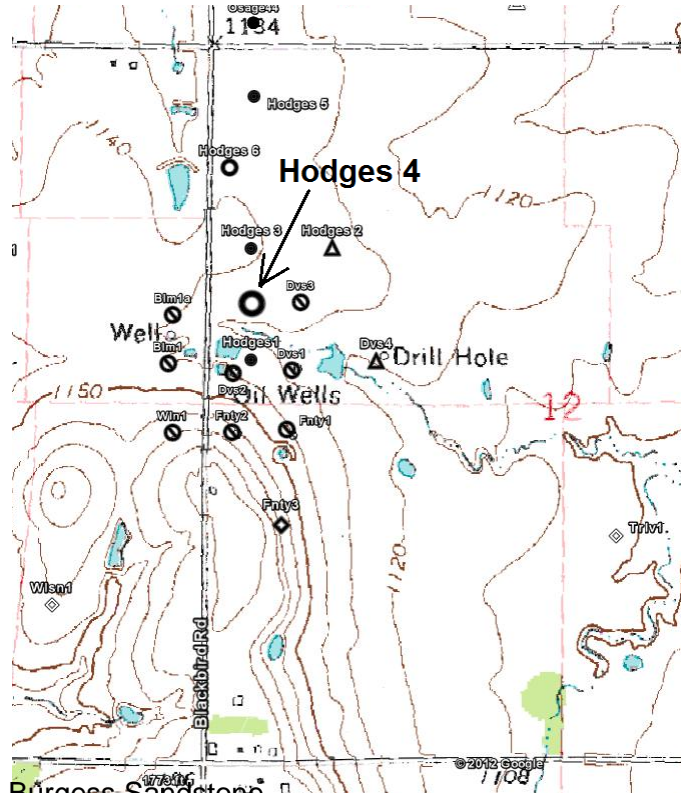 Osage44
1134
Hodges 5
1140
Hodges 6
Hodges 4
1120
Hodges 3
Hodges 2
Dvs3
Blm1a
Well
Hodges1
Blm1
Dvs1
Dvs4
Drill Hole
Dvs2
Oil Wells
1150
12
Wln1
Fnty2
Fnty1
Fnty3
Trlv1
1120
Wlsn1
BlackbirdRd
© 2012 Google
1108
Burgess Sandstone